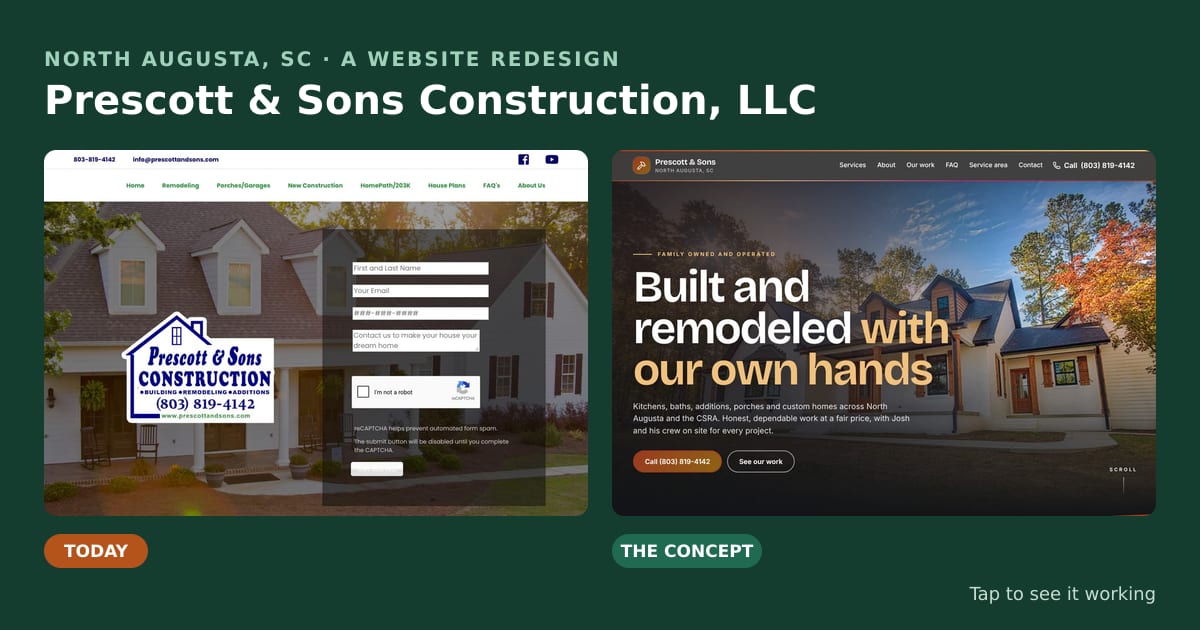 NORTH AUGUSTA, SC · A WEBSITE REDESIGN
Prescott & Sons Construction, LLC
803-819-4142 info@prescottandsons.com
Home Remodeling Porches/Garages New Construction HomePath/203K House Plans FAQ's About Us
First and Last Name
Your Email
###-###-####
Contact us to make your house your
dream home
I'm not a robot
reCAPTCHA
reCAPTCHA helps prevent automated form spam.
The submit button will be disabled until you complete
the CAPTCHA.
Prescott & Sons
CONSTRUCTION
•BUILDING•REMODELING•ADDITIONS
(803) 819-4142
www.prescottandsons.com
Prescott & Sons
NORTH AUGUSTA, SC
Services About Our work FAQ Service area Contact Call (803) 819-4142
FAMILY OWNED AND OPERATED
Built and
remodeled with
our own hands
Kitchens, baths, additions, porches and custom homes across North
Augusta and the CSRA. Honest, dependable work at a fair price, with Josh
and his crew on site for every project.
Call (803) 819-4142 See our work
SCROLL
TODAY
THE CONCEPT
Tap to see it working